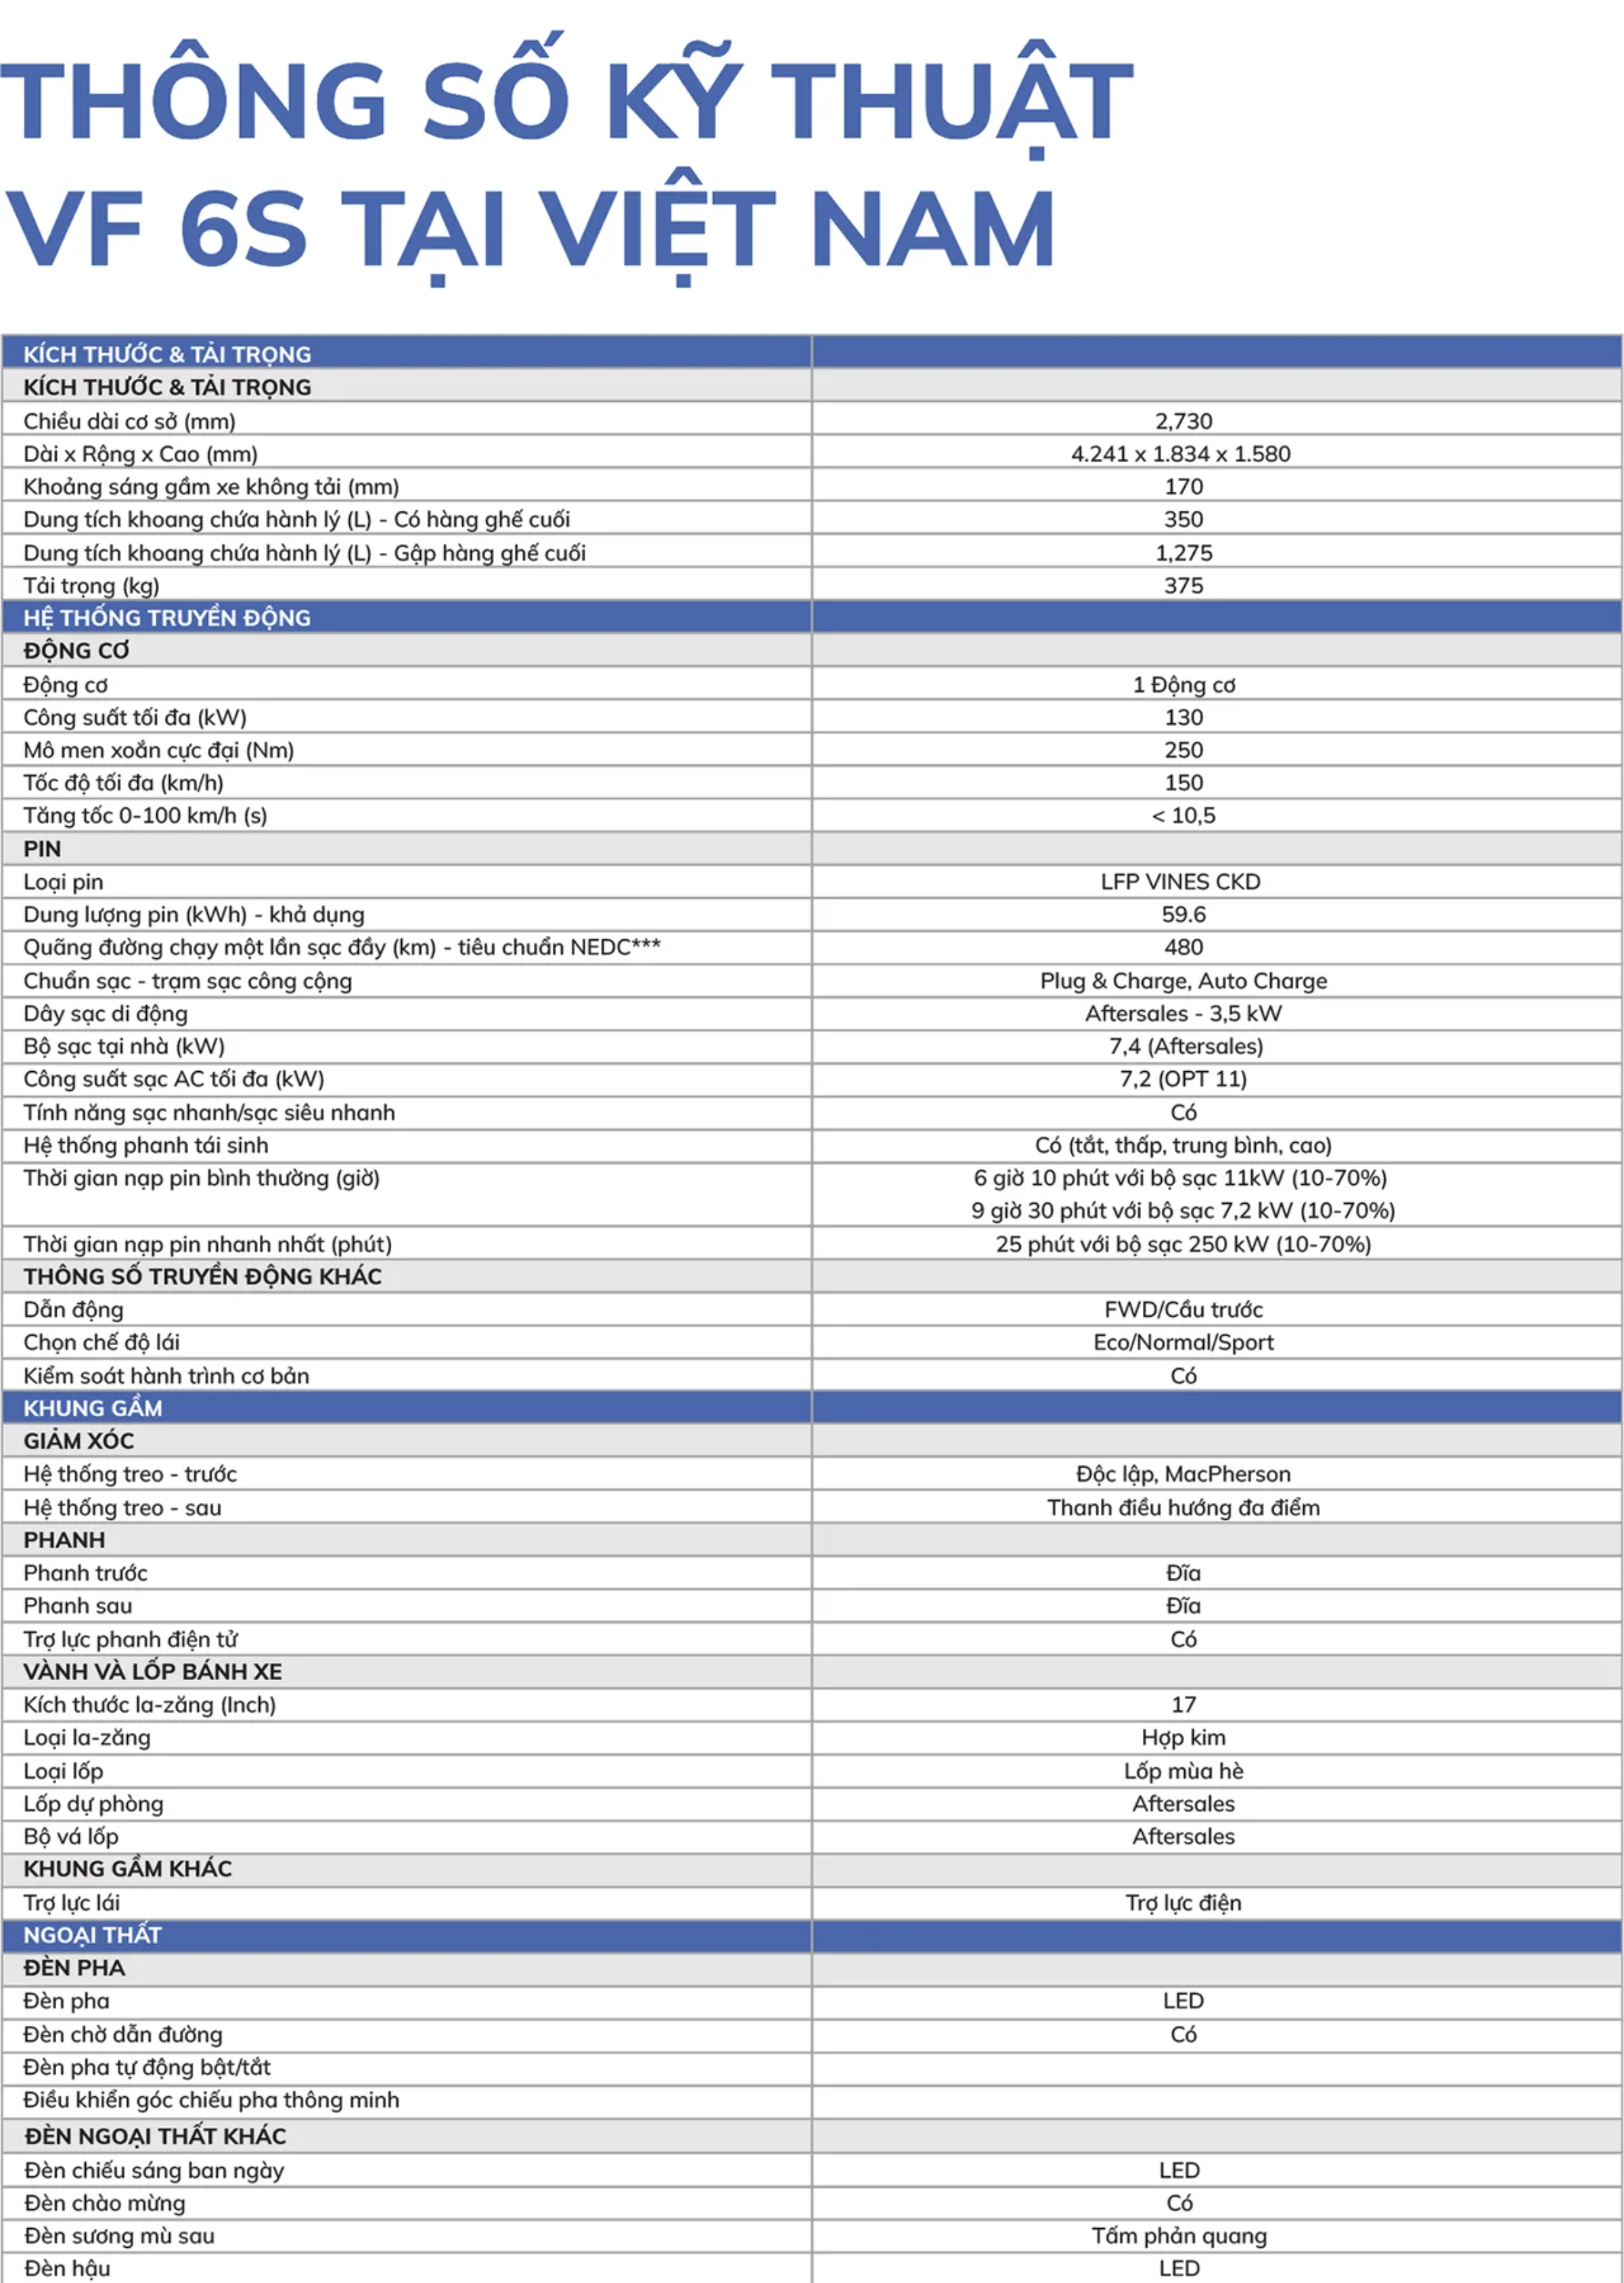 THÔNG SỐ KỸ THUẬT
VF 6S TẠI VIỆT NAM
KÍCH THƯỚC & TẢI TRỌNG
KÍCH THƯỚC & TẢI TRỌNG
Chiều dài cơ sở (mm) 2,730
Dài x Rộng x Cao (mm) 4.241 x 1.834 x 1.580
Khoảng sáng gầm xe không tải (mm) 170
Dung tích khoang chứa hành lý (L) - Có hàng ghế cuối 350
Dung tích khoang chứa hành lý (L) - Gập hàng ghế cuối 1,275
Tải trọng (kg) 375
HỆ THỐNG TRUYỀN ĐỘNG
ĐỘNG CƠ
Động cơ 1 Động cơ
Công suất tối đa (kW) 130
Mô men xoắn cực đại (Nm) 250
Tốc độ tối đa (km/h) 150
Tăng tốc 0-100 km/h (s) < 10,5
PIN
Loại pin LFP VINES CKD
Dung lượng pin (kWh) - khả dụng 59.6
Quãng đường chạy một lần sạc đầy (km) - tiêu chuẩn NEDC*** 480
Chuẩn sạc - trạm sạc công cộng Plug & Charge, Auto Charge
Dây sạc di động Aftersales - 3,5 kW
Bộ sạc tại nhà (kW) 7,4 (Aftersales)
Công suất sạc AC tối đa (kW) 7,2 (OPT 11)
Tính năng sạc nhanh/sạc siêu nhanh Có
Hệ thống phanh tái sinh Có (tắt, thấp, trung bình, cao)
Thời gian nạp pin bình thường (giờ) 6 giờ 10 phút với bộ sạc 11kW (10-70%)
9 giờ 30 phút với bộ sạc 7,2 kW (10-70%)
Thời gian nạp pin nhanh nhất (phút) 25 phút với bộ sạc 250 kW (10-70%)
THÔNG SỐ TRUYỀN ĐỘNG KHÁC
Dẫn động FWD/Cầu trước
Chọn chế độ lái Eco/Normal/Sport
Kiểm soát hành trình cơ bản Có
KHUNG GẦM
GIẢM XÓC
Hệ thống treo - trước Độc lập, MacPherson
Hệ thống treo - sau Thanh điều hướng đa điểm
PHANH
Phanh trước Đĩa
Phanh sau Đĩa
Trợ lực phanh điện tử Có
VÀNH VÀ LỐP BÁNH XE
Kích thước la-zăng (Inch) 17
Loại la-zăng Hợp kim
Loại lốp Lốp mùa hè
Lốp dự phòng Aftersales
Bộ vá lốp Aftersales
KHUNG GẦM KHÁC
Trợ lực lái Trợ lực điện
NGOẠI THẤT
ĐÈN PHA
Đèn pha LED
Đèn chờ dẫn đường Có
Đèn pha tự động bật/tắt
Điều khiển góc chiếu pha thông minh
ĐÈN NGOẠI THẤT KHÁC
Đèn chiếu sáng ban ngày LED
Đèn chào mừng Có
Đèn sương mù sau Tấm phản quang
Đèn hậu LED